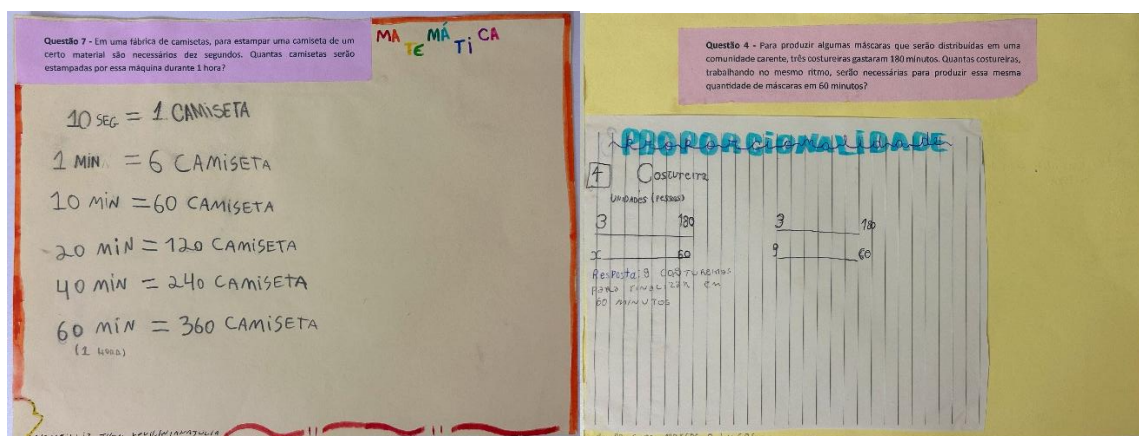 Questão 7 - Em uma fábrica de camisetas, para estampar uma camiseta de um
certo material são necessários dez segundos. Quantas camisetas serão
estampadas por essa máquina durante 1 hora?
MATEMÁTICA
10 SEG = 1 CAMISETA
1 MIN = 6 CAMISETA
10 MIN = 60 CAMISETA
20 MIN = 120 CAMISETA
40 MIN = 240 CAMISETA
60 MIN = 360 CAMISETA
(1 HORA)
Questão 4 - Para produzir algumas máscaras que serão distribuídas em uma
comunidade carente, três costureiras gastaram 180 minutos. Quantas costureiras,
trabalhando no mesmo ritmo, serão necessárias para produzir essa mesma
quantidade de máscaras em 60 minutos?
PROPORCIONALIDADE
4 Costureira
UNIDADES (PESSOAS)
3 180
x 60
3 180
9 60
Resposta: 9 COSTUREIRAS
PARA FINALIZAR EM
60 MINUTOS